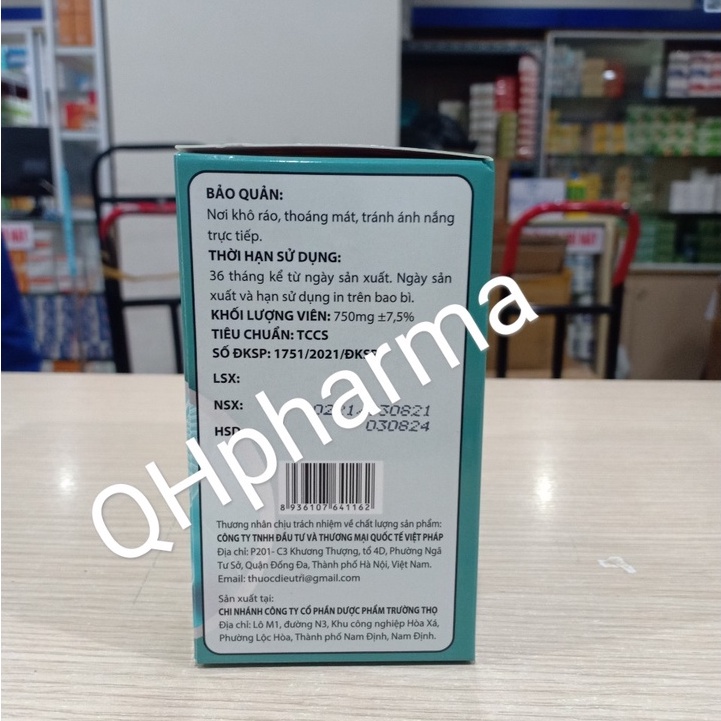 BẢO QUẢN:
Nơi khô ráo, thoáng mát, tránh ánh nắng
trực tiếp.
THỜI HẠN SỬ DỤNG:
36 tháng kể từ ngày sản xuất. Ngày sản
xuất và hạn sử dụng in trên bao bì.
KHỐI LƯỢNG VIÊN: 750mg ±7,5%
TIÊU CHUẨN: TCCS
SỐ ĐKSP: 1751/2021/ĐKSP
LSX:
NSX: 030821
HSD: 030824
QHpharma
8 936107 641162
Thương nhân chịu trách nhiệm về chất lượng sản phẩm:
CÔNG TY TNHH ĐẦU TƯ VÀ THƯƠNG MẠI QUỐC TẾ VIỆT PHÁP
Địa chỉ: P201- C3 Khương Thượng, tổ 4D, Phường Ngã
Tư Sở, Quận Đống Đa, Thành phố Hà Nội, Việt Nam.
Email: thuocdieutri@gmail.com
Sản xuất tại:
CHI NHÁNH CÔNG TY CỔ PHẦN DƯỢC PHẨM TRƯỜNG THỌ
Địa chỉ: Lô M1, đường N3, Khu công nghiệp Hòa Xá,
Phường Lộc Hòa, Thành phố Nam Định, Nam Định.